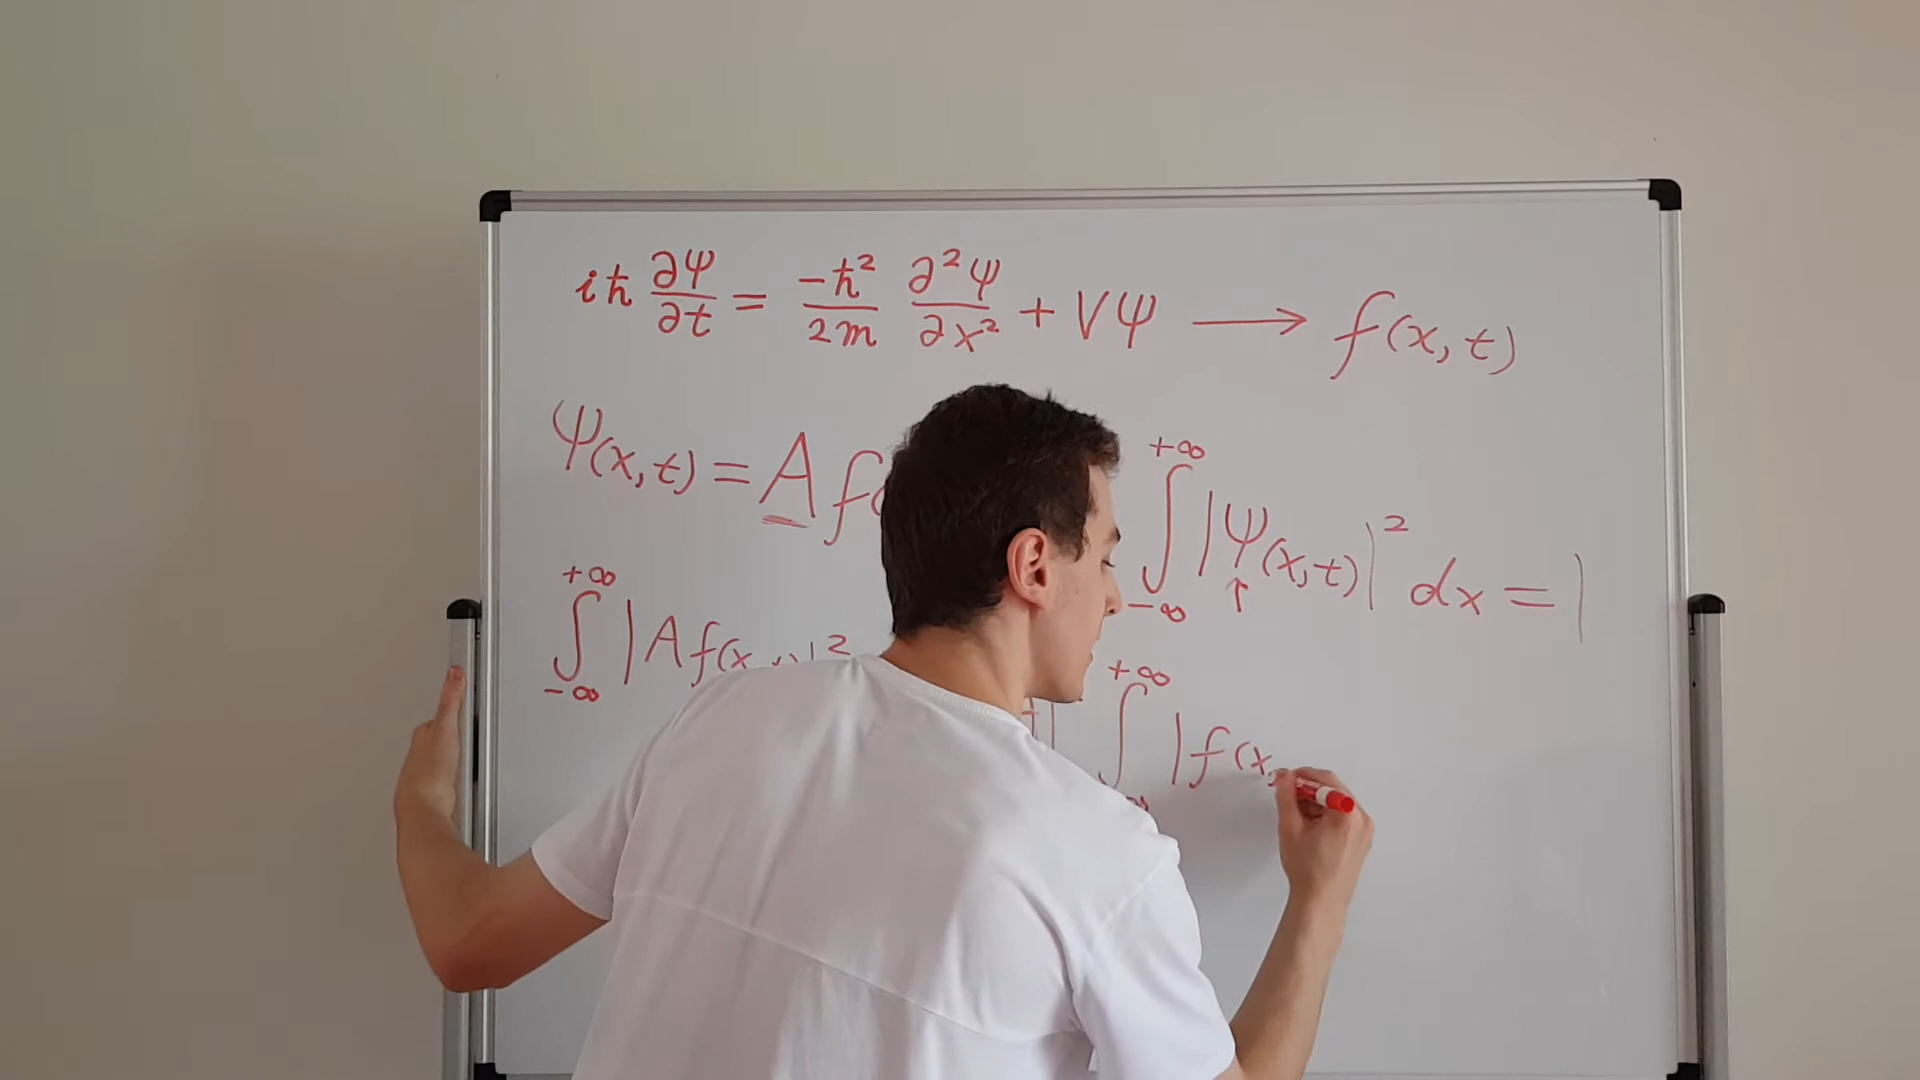 iħ ∂Ψ/∂t = -ħ²/2m ∂²Ψ/∂x² + VΨ ⟶ f(x, t)
Ψ(x,t) = A f(
∫_{-∞}^{+∞} |Ψ(x,t)|² dx = 1
↑
∫_{-∞}^{+∞} |A f(x |²
∫^{+∞} |f(x,